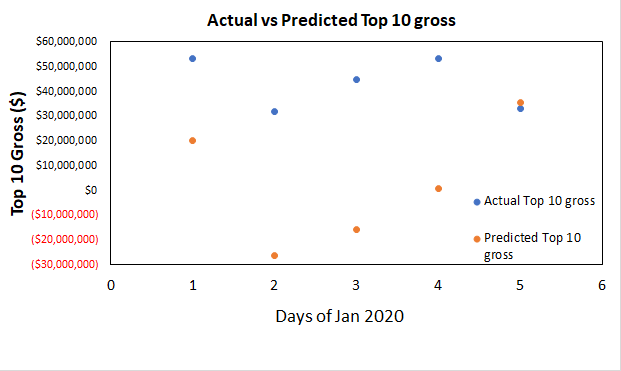 Actual vs Predicted Top 10 gross
Top 10 Gross ($)
$60,000,000
$50,000,000
$40,000,000
$30,000,000
$20,000,000
$10,000,000
$0
($10,000,000)
($20,000,000)
($30,000,000)
Actual Top 10 gross
Predicted Top 10
gross
0 1 2 3 4 5 6
Days of Jan 2020